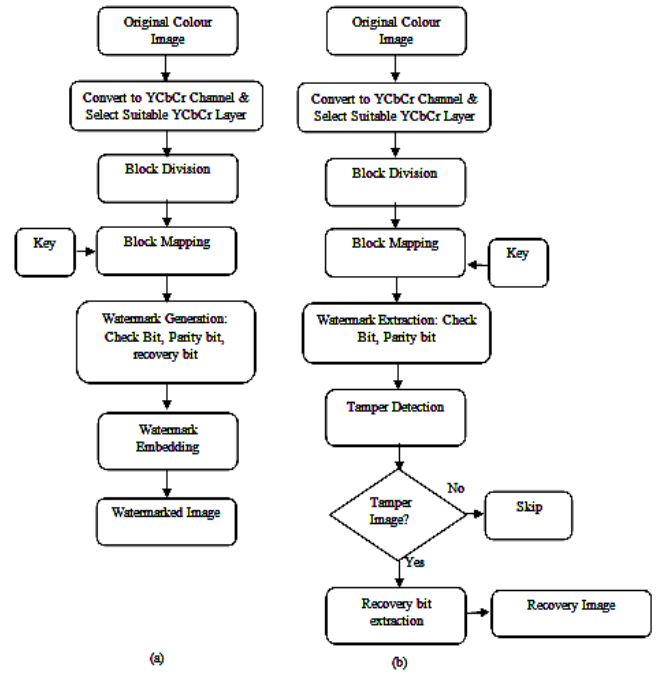 Original Colour
Image
Convert to YCbCr Channel &
Select Suitable YCbCr Layer
Block Division
Key
Block Mapping
Watermark Generation:
Check Bit, Parity bit,
recovery bit
Watermark
Embedding
Watermarked Image
(a)
Original Colour
Image
Convert to YCbCr Channel &
Select Suitable YCbCr Layer
Block Division
Block Mapping
Key
Watermark Extraction: Check
Bit, Parity bit
Tamper Detection
Tamper
Image?
No
Skip
Yes
Recovery bit
extraction
Recovery Image
(b)